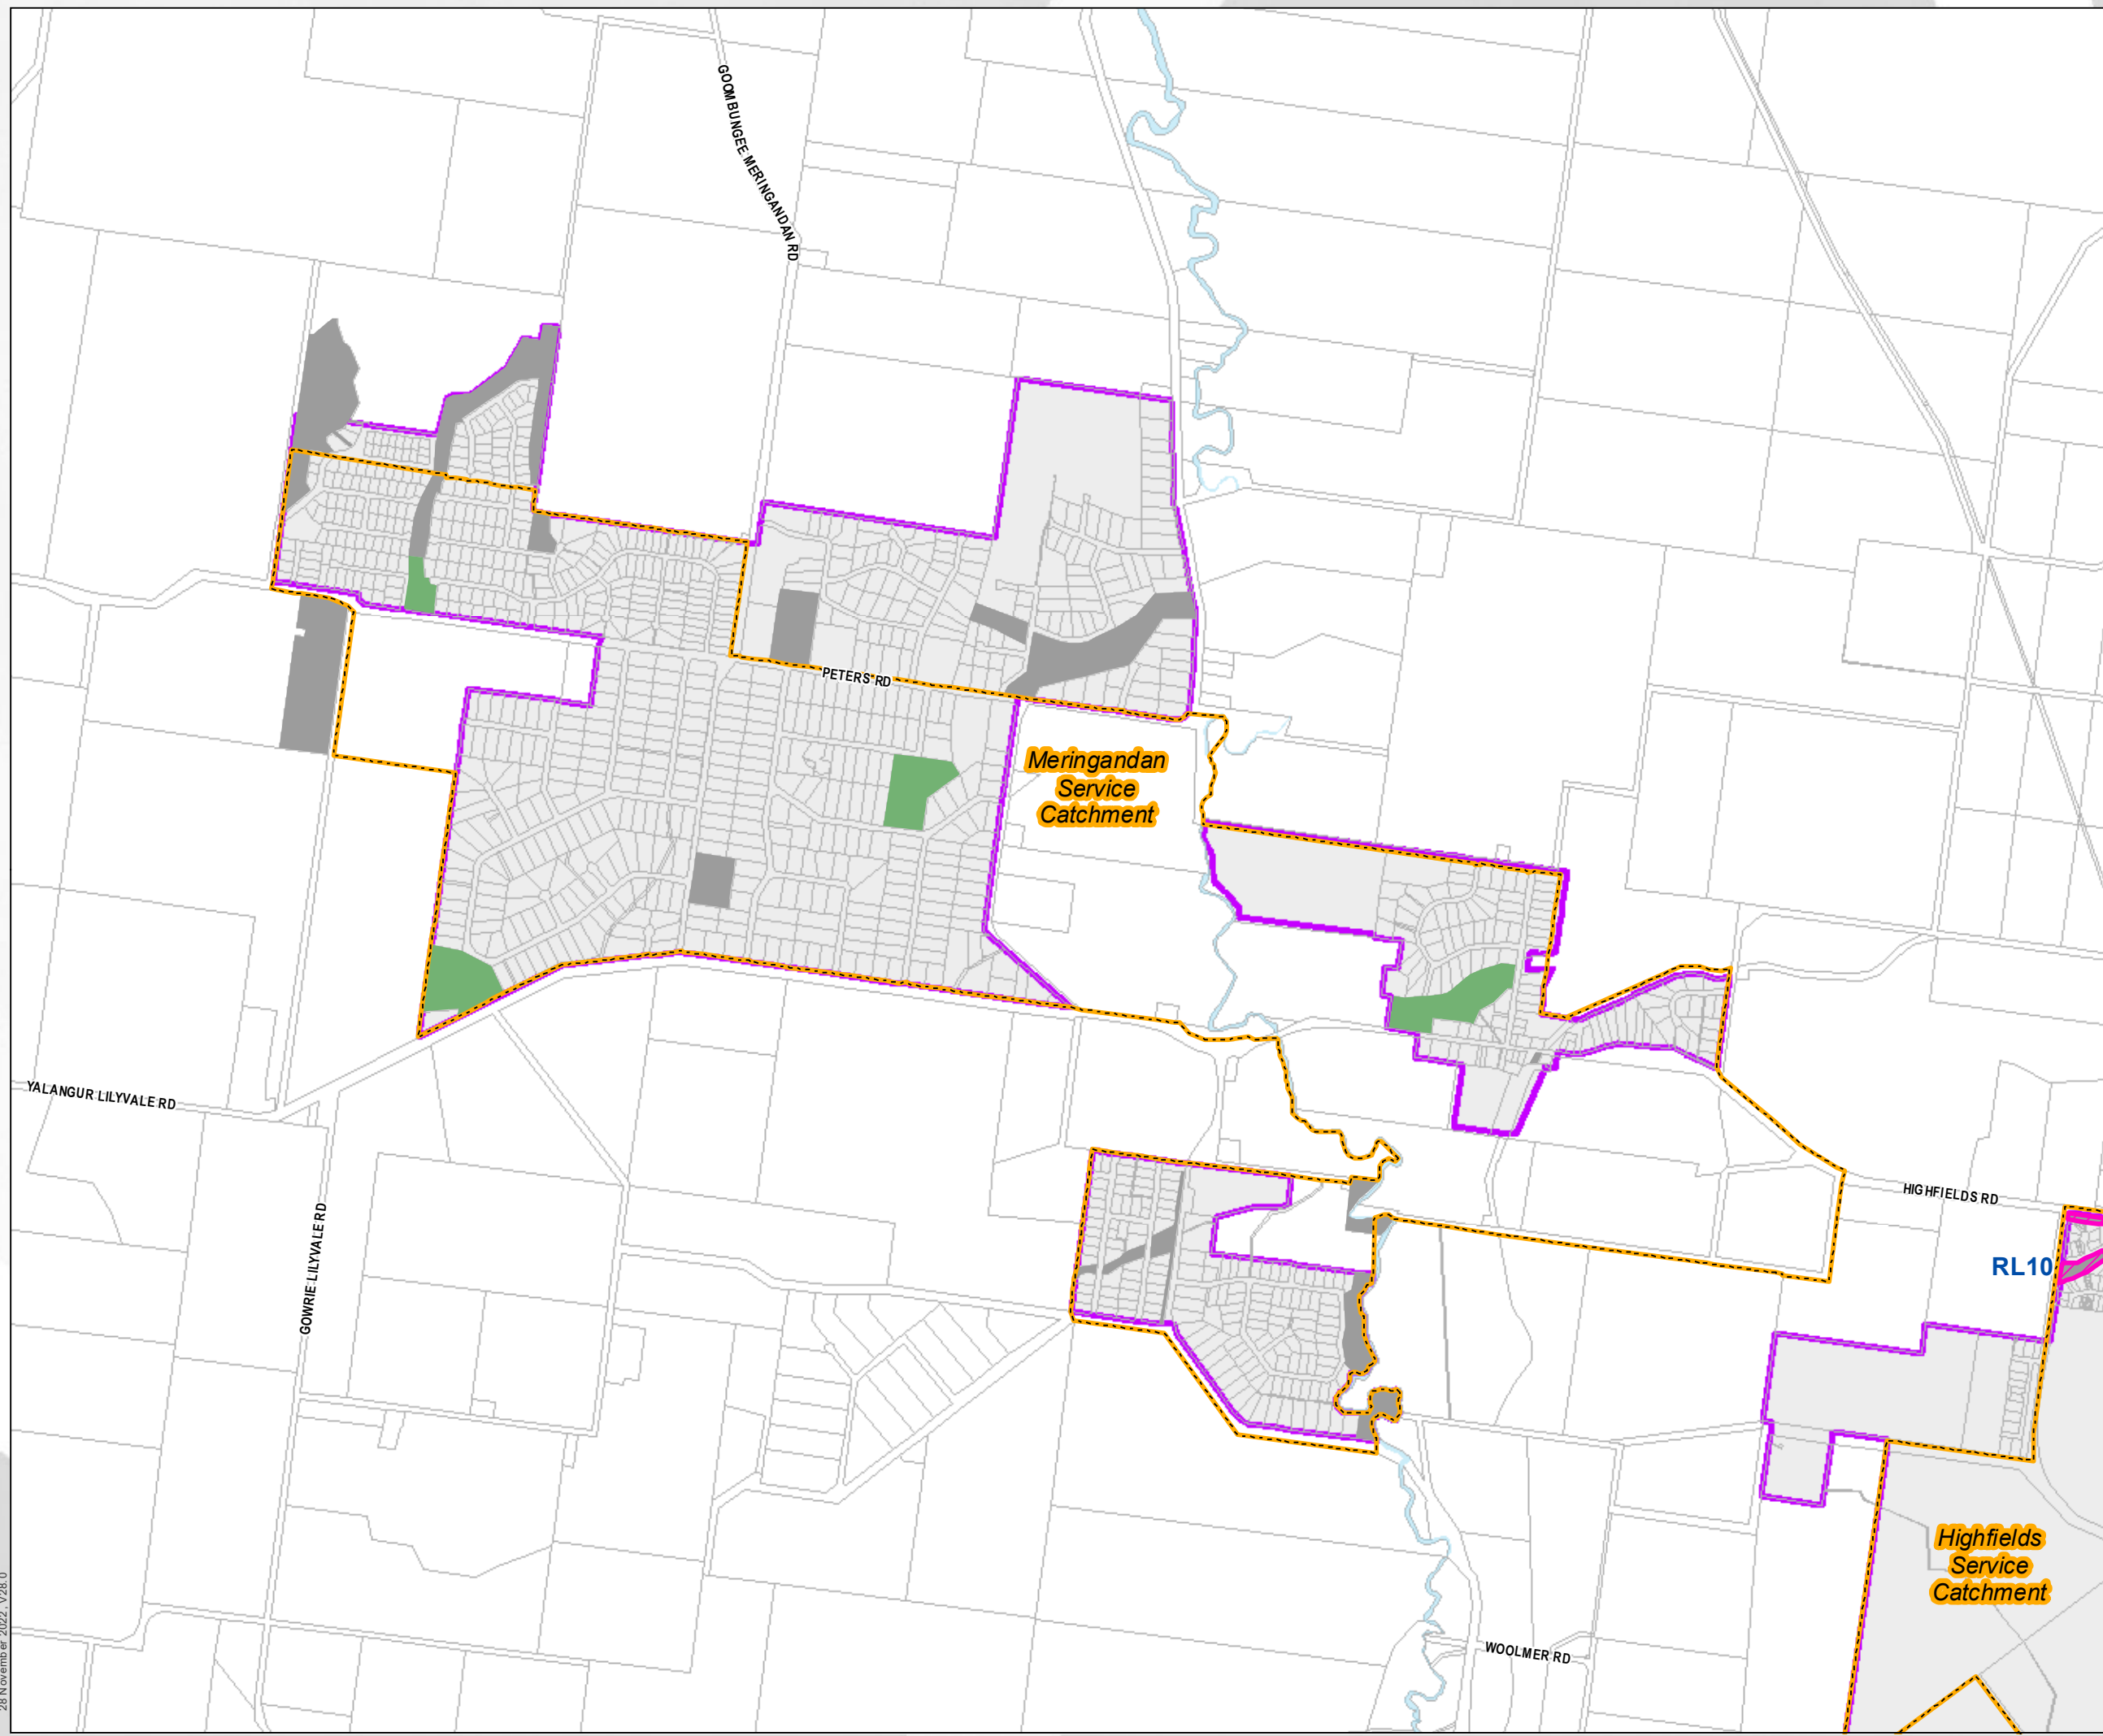 GOOMBUNGEE MERINGANDAN RD
PETERS RD
Meringandan
Service
Catchment
YALANGUR LILYVALE RD
HIGHFIELDS RD
GOWRIE LILYVALE RD
RL10
Highfields
Service
Catchment
WOOLMER RD
28 November 2022, V28.0